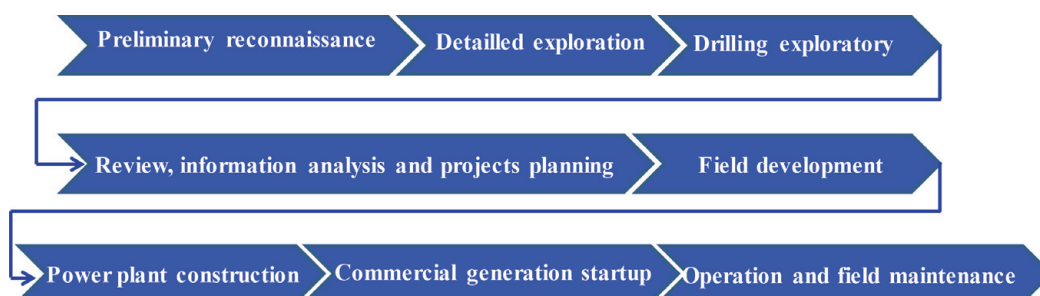 Preliminary reconnaissance
Detailled exploration
Drilling exploratory
Review, information analysis and projects planning
Field development
Power plant construction
Commercial generation startup
Operation and field maintenance